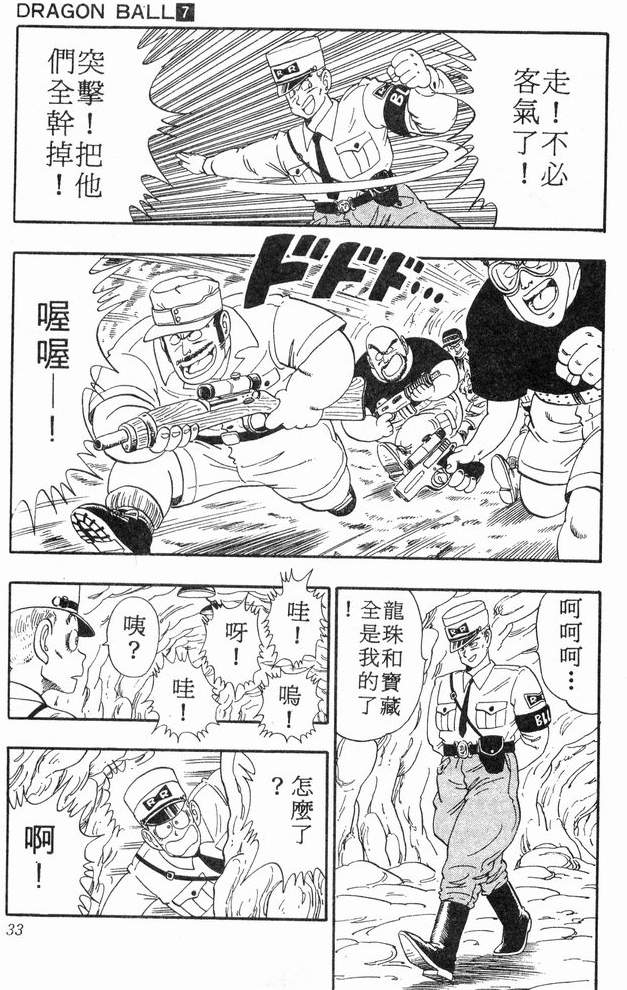 DRAGON BALL 7
走！不必
客氣了！
突擊！把他
們全幹掉！
R R
BL
ドドド…
喔
喔
—
！
呵呵呵…
龍珠和寶藏
全是我的了
！
R R
R
BL
哇！
呀！
嗚！
咦？
哇！
怎麼了
？
R R
啊！
33